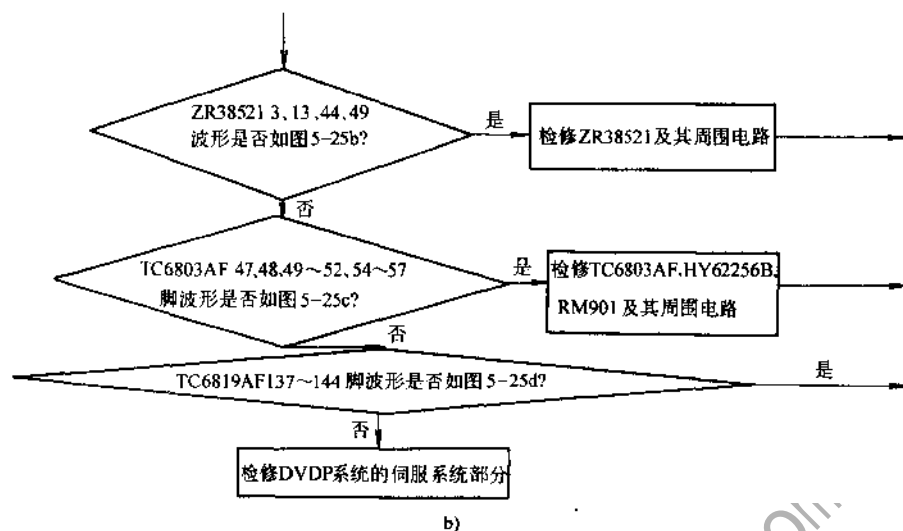 ZR38521 3、13、44、49
波形是否如图5-25b?
是
检修ZR38521及其周围电路
否
TC6803AF 47、48、49～52、54～57
脚波形是否如图5-25c?
是
检修TC6803AF、HY62256B、
RM901及其周围电路
否
TC6819AF137～144脚波形是否如图5-25d?
是
否
检修DVDP系统的伺服系统部分
b)